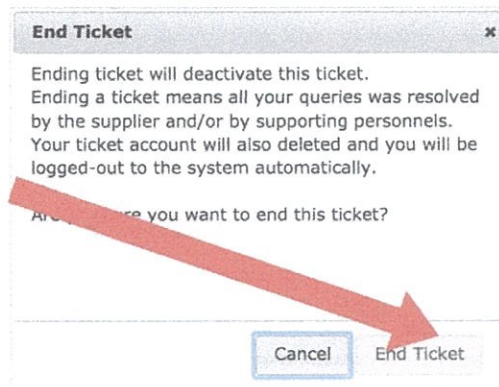 End Ticket
Ending ticket will deactivate this ticket.
Ending a ticket means all your queries was resolved
by the supplier and/or by supporting personnels.
Your ticket account will also deleted and you will be
logged-out to the system automatically.
you want to end this ticket?
Cancel
End Ticket